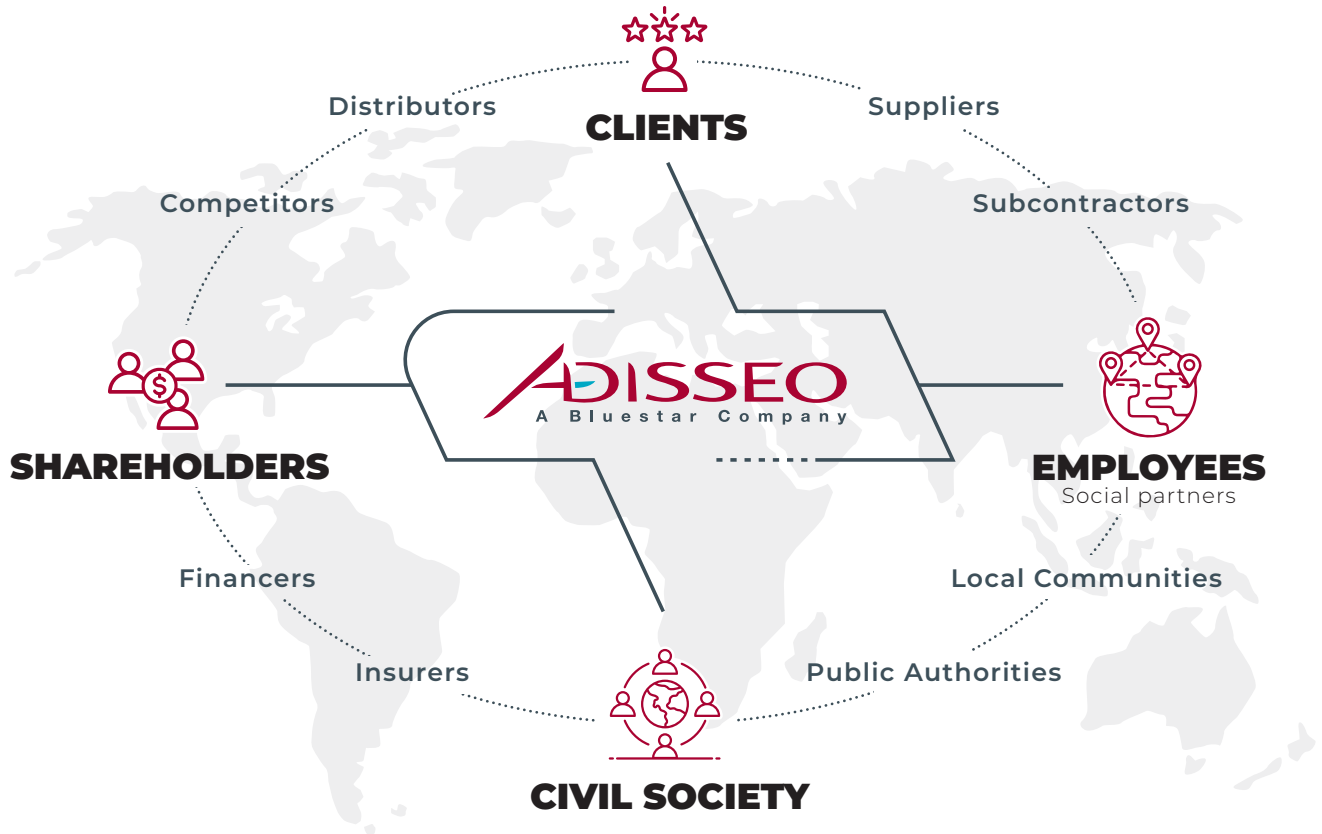 Distributors
Suppliers
CLIENTS
Competitors
Subcontractors
ADISSEO
A Bluestar Company
$
SHAREHOLDERS
EMPLOYEES
Social partners
Financers
Local Communities
Insurers
Public Authorities
CIVIL SOCIETY